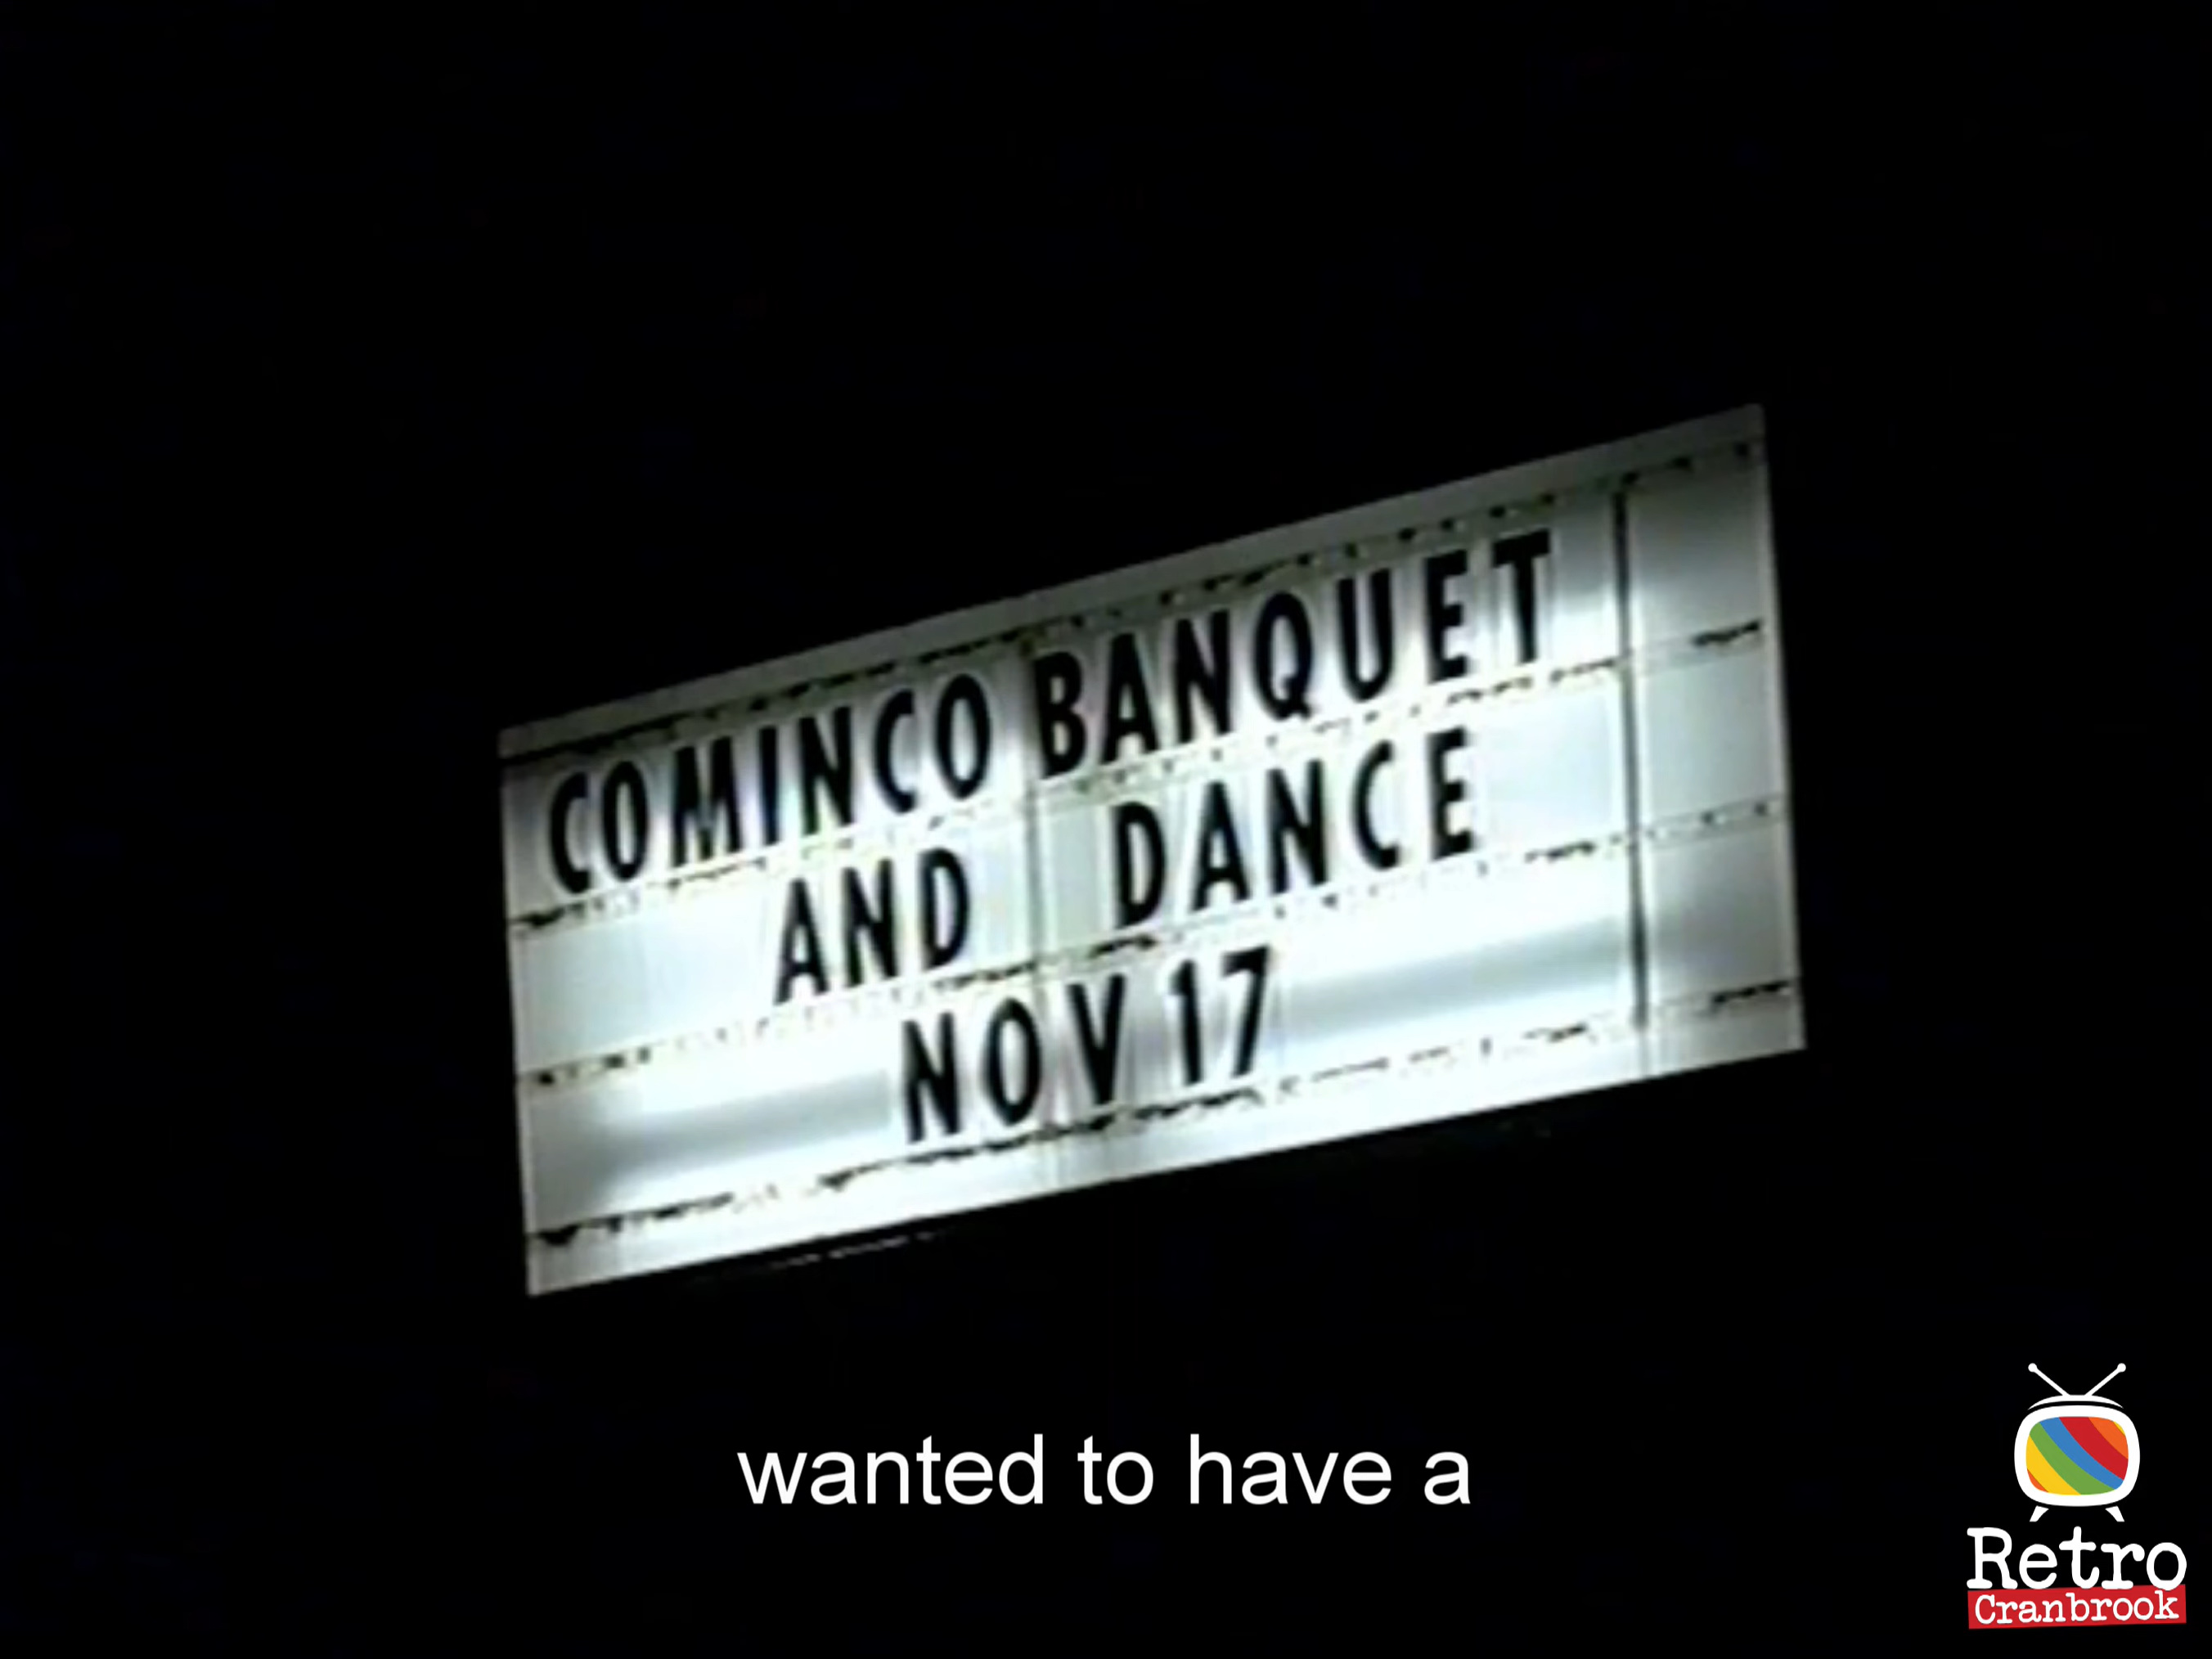 COMINCO BANQUET
AND DANCE
NOV 17
wanted to have a
Retro
Cranbrook